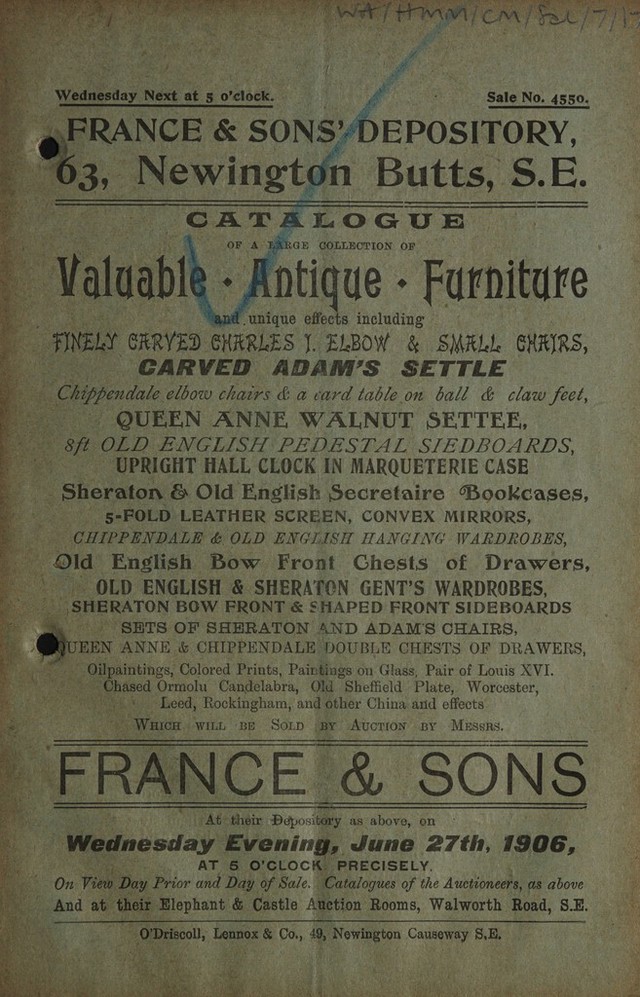 WA/HMM/CM/Sal/7/17
Wednesday Next at 5 o'clock. Sale No. 4550.
FRANCE & SONS' DEPOSITORY,
63, Newington Butts, S.E.
CATALOGUE
OF A LARGE COLLECTION OF
Valuable · Antique · Furniture
and unique effects including
FINELY CARVED CHARLES I. ELBOW & SMALL CHAIRS,
CARVED ADAM'S SETTLE
Chippendale elbow chairs & a card table on ball & claw feet,
QUEEN ANNE WALNUT SETTEE,
8ft OLD ENGLISH PEDESTAL SIEDBOARDS,
UPRIGHT HALL CLOCK IN MARQUETERIE CASE
Sheraton & Old English Secretaire Bookcases,
5-FOLD LEATHER SCREEN, CONVEX MIRRORS,
CHIPPENDALE & OLD ENGLISH HANGING WARDROBES,
Old English Bow Front Chests of Drawers,
OLD ENGLISH & SHERATON GENT'S WARDROBES,
SHERATON BOW FRONT & SHAPED FRONT SIDEBOARDS
SETS OF SHERATON AND ADAM'S CHAIRS,
QUEEN ANNE & CHIPPENDALE DOUBLE CHESTS OF DRAWERS,
Oilpaintings, Colored Prints, Paintings on Glass, Pair of Louis XVI.
Chased Ormolu Candelabra, Old Sheffield Plate, Worcester,
Leed, Rockingham, and other China and effects
WHICH WILL BE SOLD BY AUCTION BY MESSRS.
FRANCE & SONS
At their Depository as above, on
Wednesday Evening, June 27th, 1906,
AT 5 O'CLOCK PRECISELY.
On View Day Prior and Day of Sale. Catalogues of the Auctioneers, as above
And at their Elephant & Castle Auction Rooms, Walworth Road, S.E.
O'Driscoll, Lennox & Co., 49, Newington Causeway S.E.